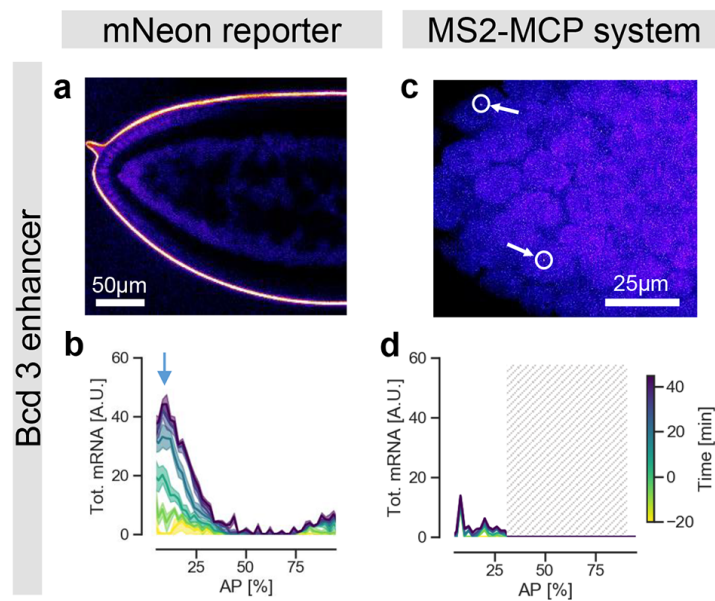 mNeon reporter
MS2-MCP system
Bcd 3 enhancer
a
50µm
c
25µm
b
Tot. mRNA [A.U.]
60
40
20
0
25
50
75
AP [%]
d
Tot. mRNA [A.U.]
60
40
20
0
25
50
75
AP [%]
40
20
0
−20
Time [min]